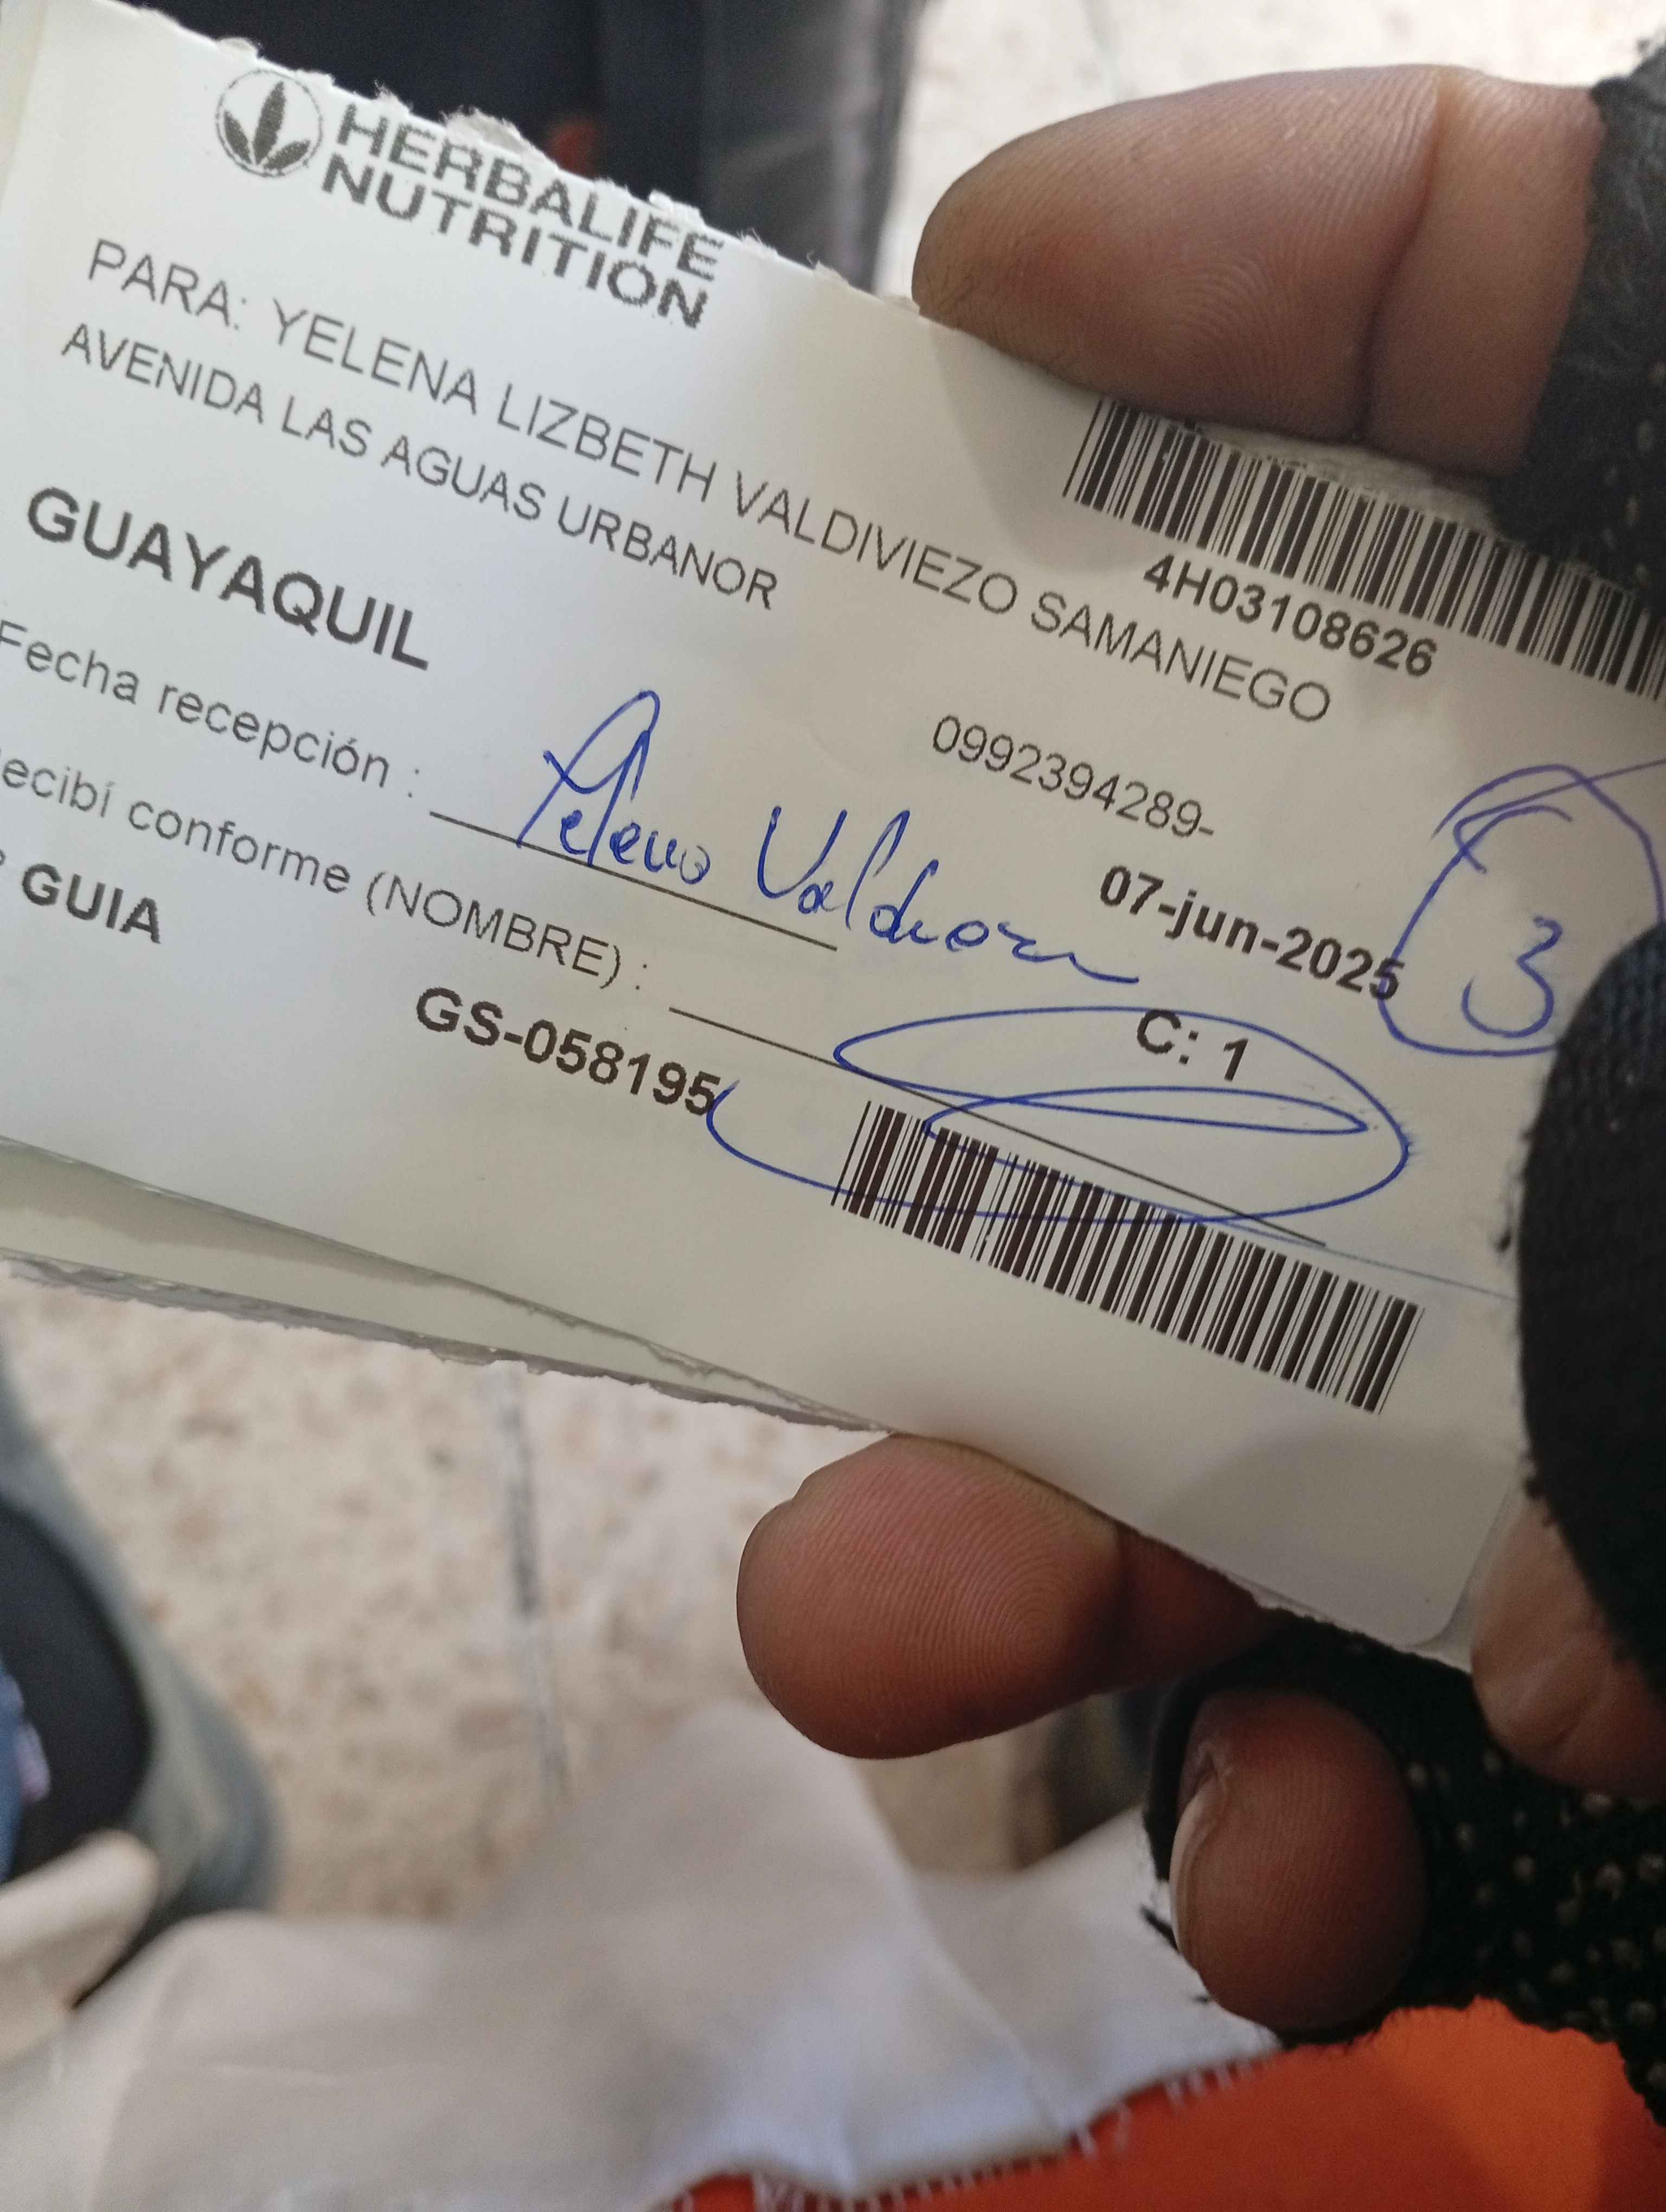 HERBALIFE
NUTRITION
4H03108626
PARA: YELENA LIZBETH VALDIVIEZO SAMANIEGO
AVENIDA LAS AGUAS URBANOR
0992394289-
GUAYAQUIL
07-jun-2025
3
Fecha recepción :
Yelena
ecibí conforme (NOMBRE) :
C: 1
GUIA
GS-058195